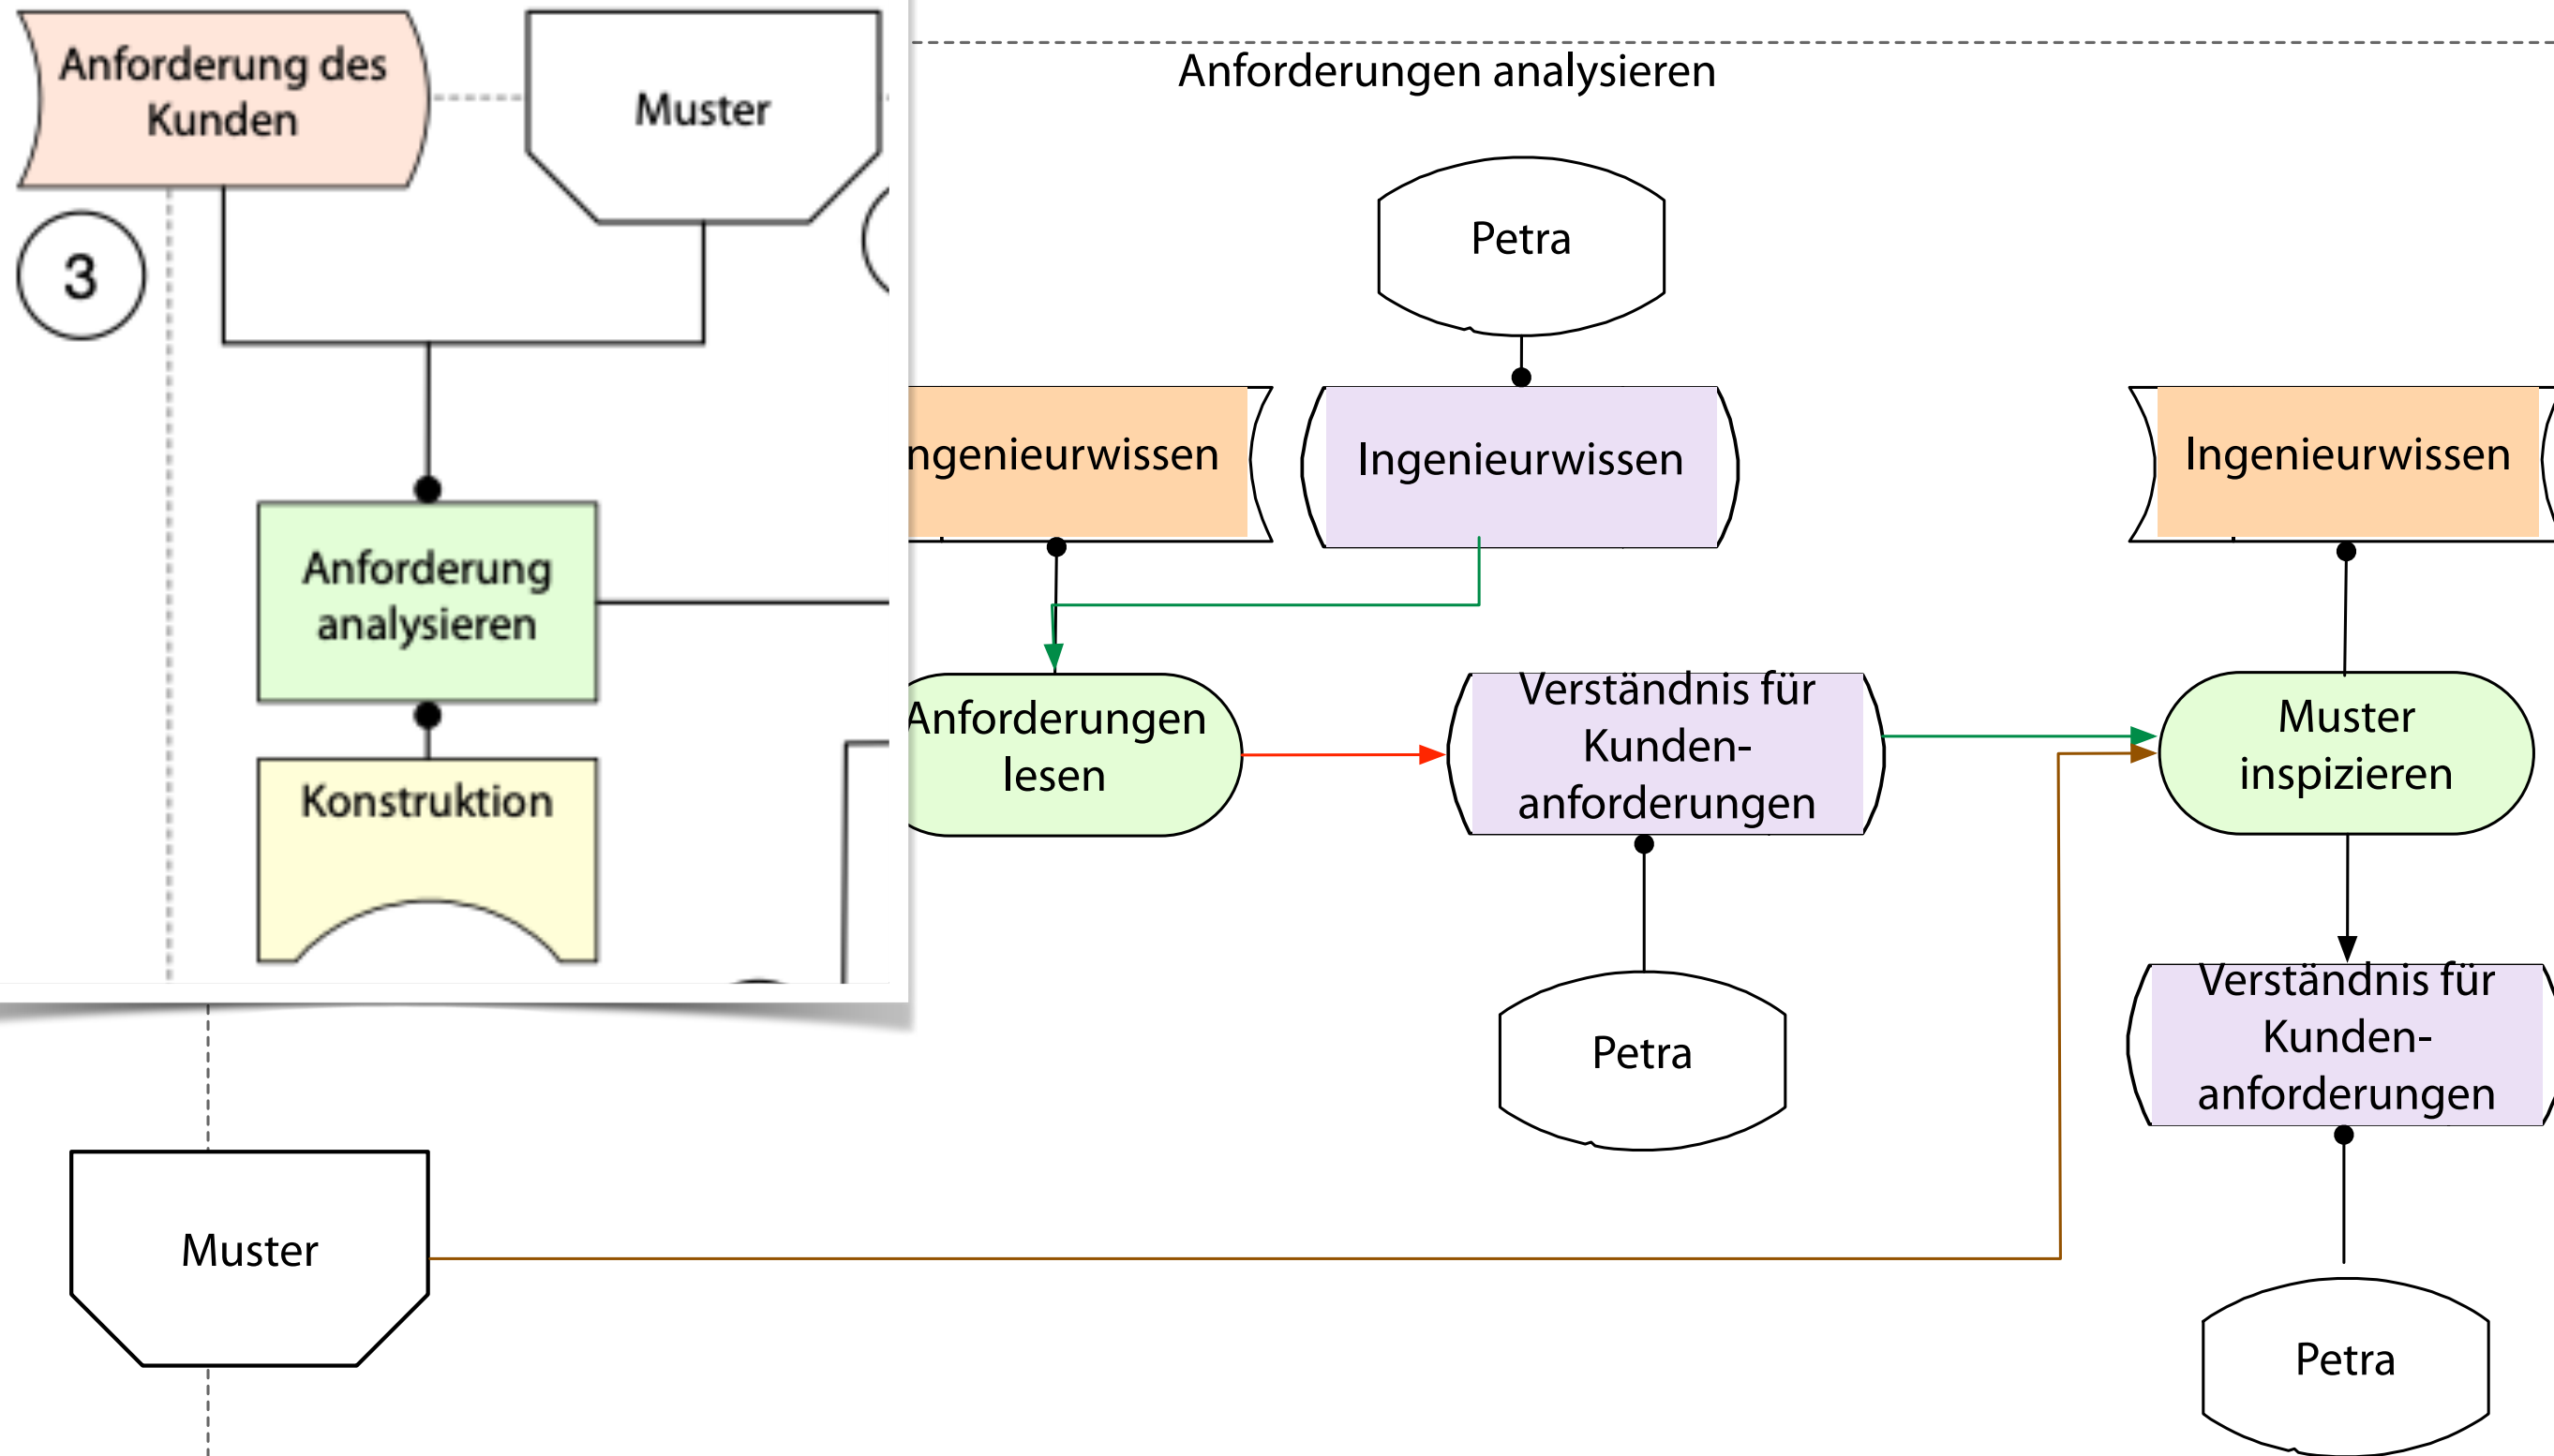 Anforderung des
Kunden
Muster
3
Anforderung
analysieren
Konstruktion
Anforderungen analysieren
Petra
ngenieurwissen
Ingenieurwissen
Ingenieurwissen
Anforderungen
lesen
Verständnis für
Kunden-
anforderungen
Muster
inspizieren
Petra
Verständnis für
Kunden-
anforderungen
Muster
Petra